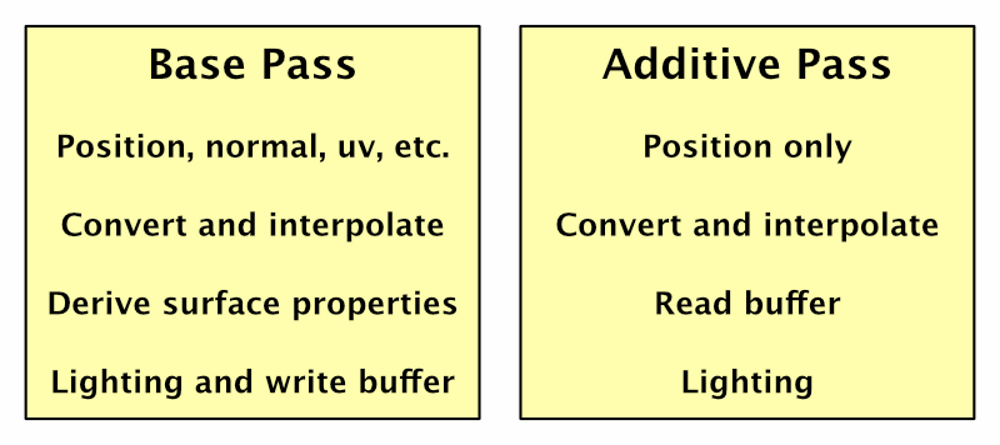 Base Pass
Position, normal, uv, etc.
Convert and interpolate
Derive surface properties
Lighting and write buffer
Additive Pass
Position only
Convert and interpolate
Read buffer
Lighting